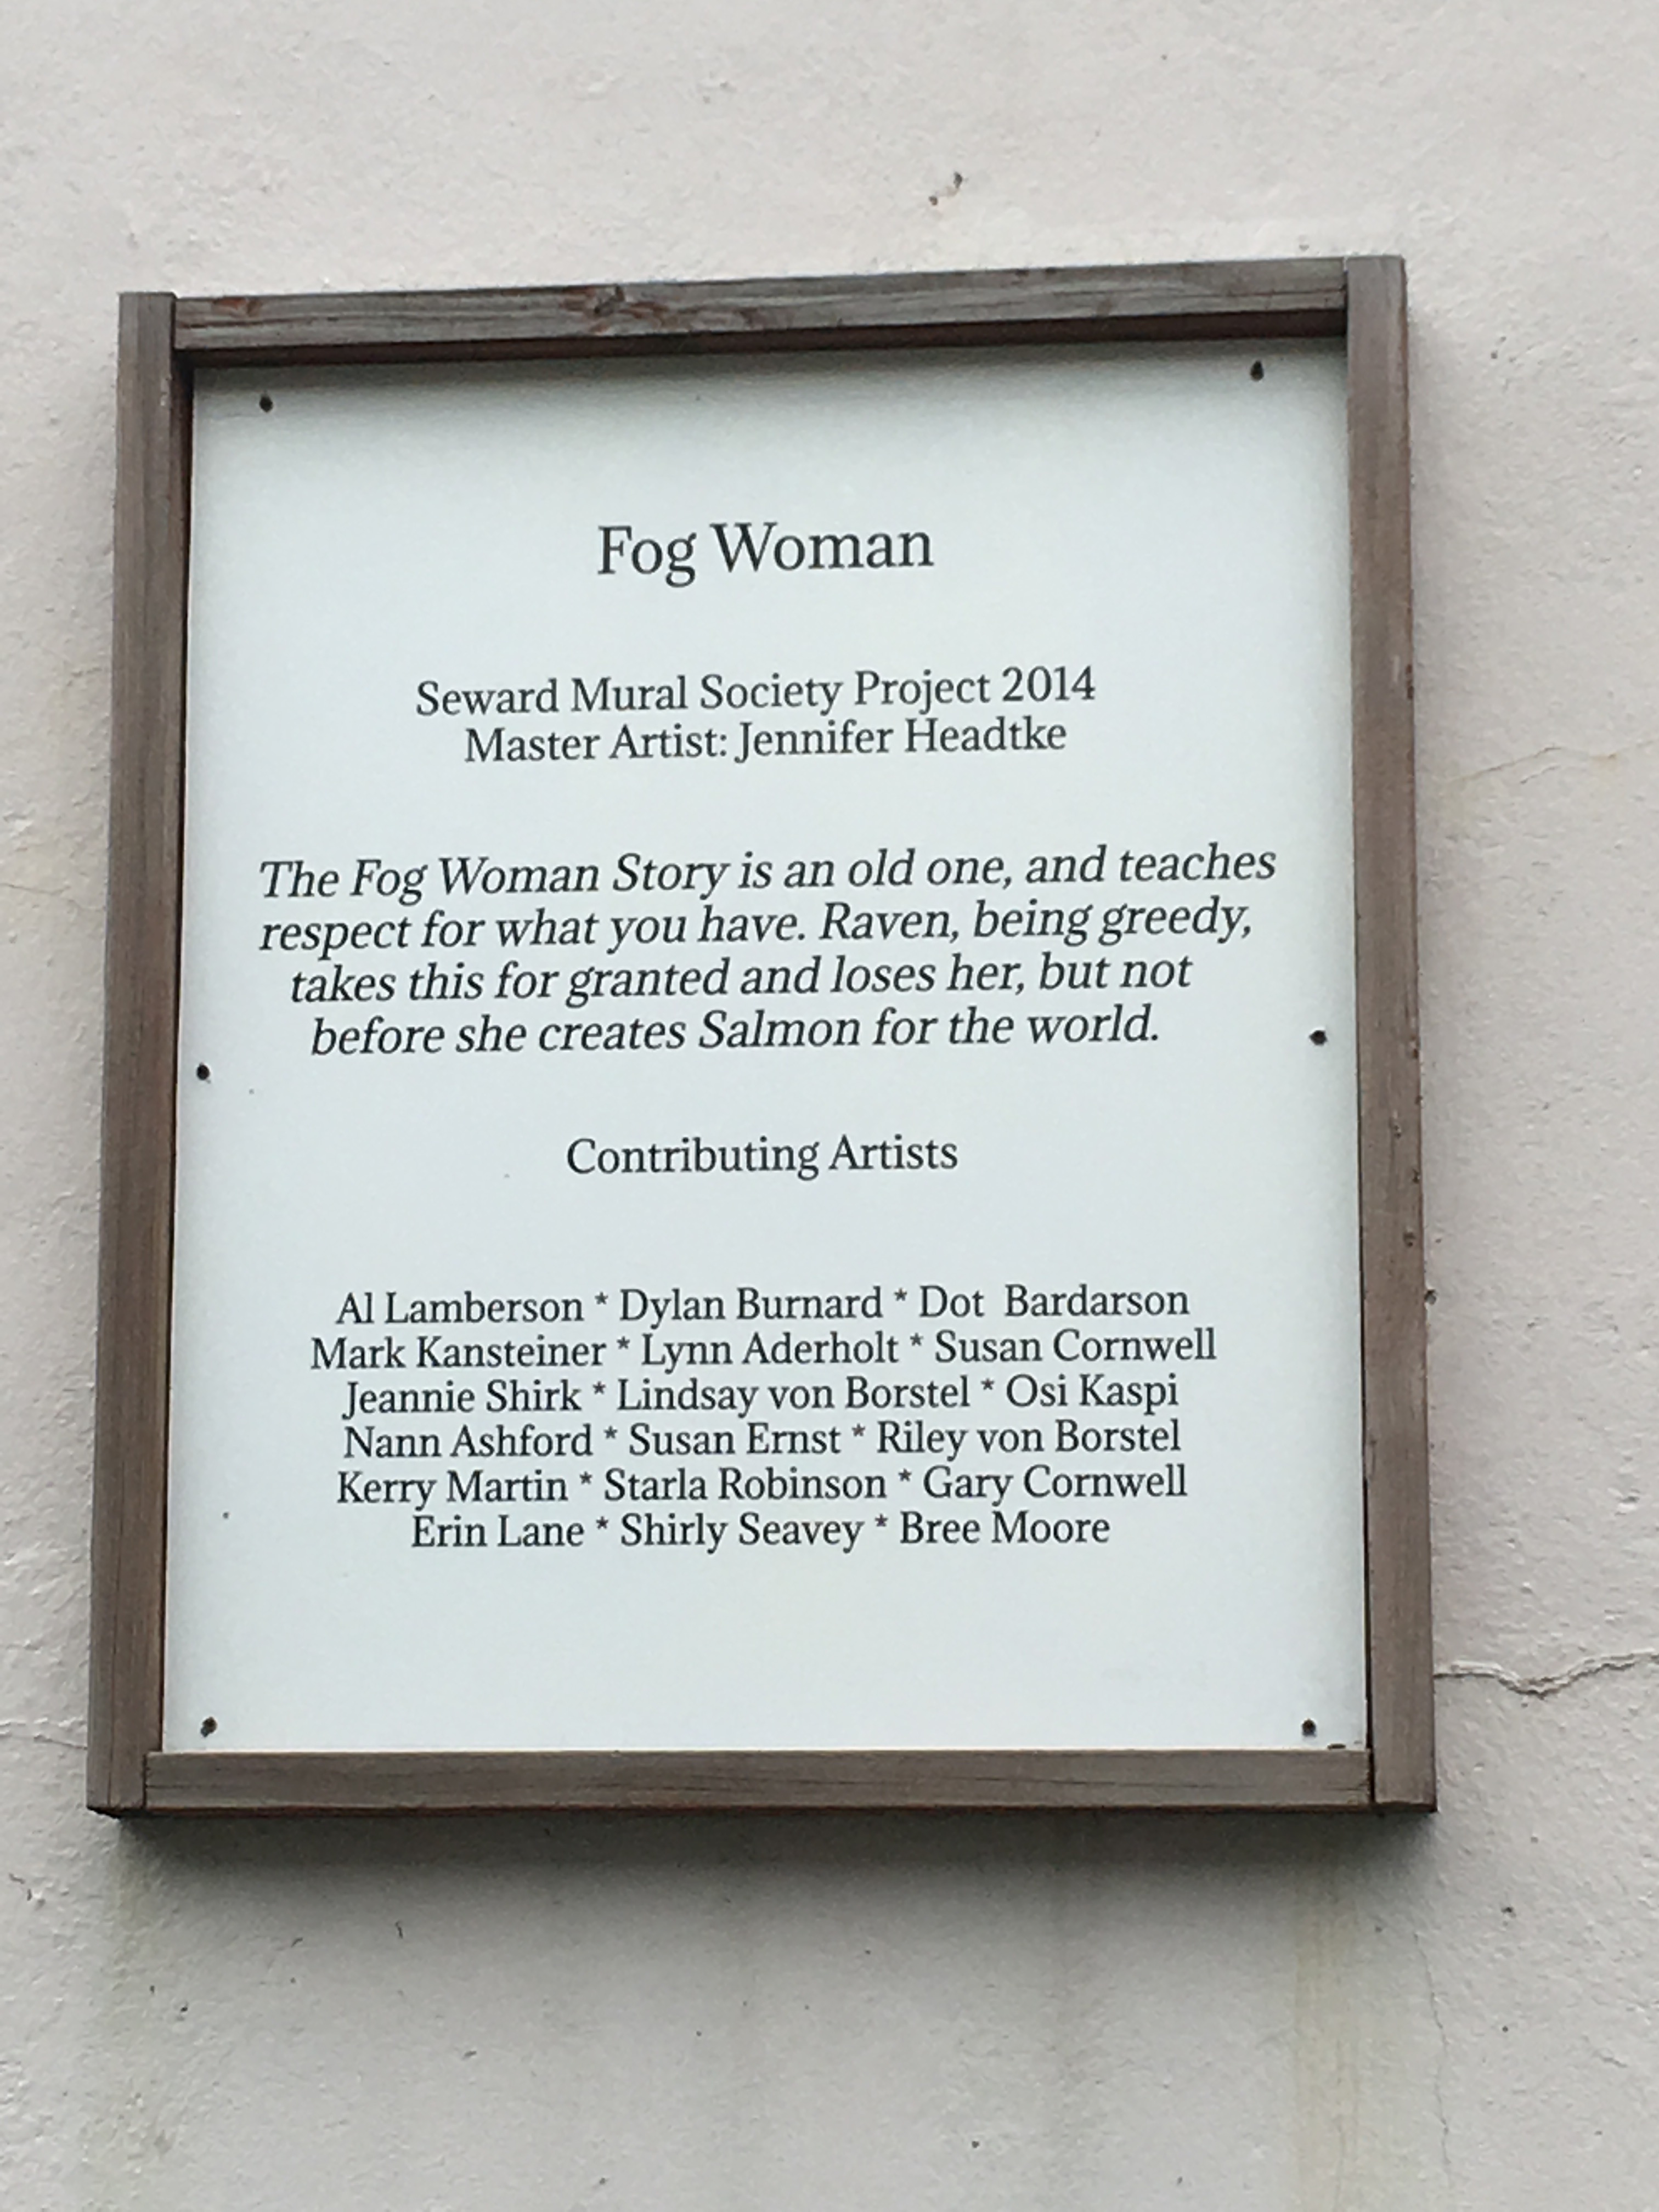 Fog Woman
Seward Mural Society Project 2014
Master Artist: Jennifer Headtke
The Fog Woman Story is an old one, and teaches
respect for what you have. Raven, being greedy,
takes this for granted and loses her, but not
before she creates Salmon for the world.
Contributing Artists
Al Lamberson * Dylan Burnard * Dot Bardarson
Mark Kansteiner * Lynn Aderholt * Susan Cornwell
Jeannie Shirk * Lindsay von Borstel * Osi Kaspi
Nann Ashford * Susan Ernst * Riley von Borstel
Kerry Martin * Starla Robinson * Gary Cornwell
Erin Lane * Shirly Seavey * Bree Moore